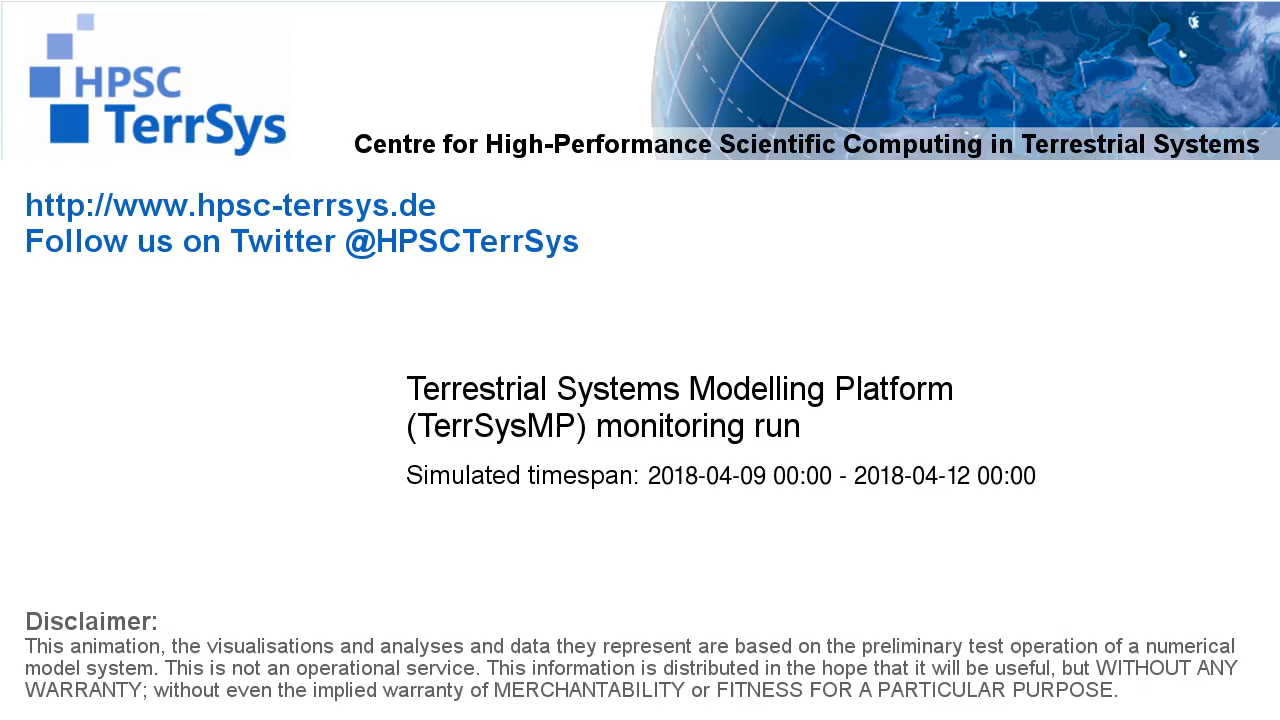 HPSC
TerrSys
Centre for High-Performance Scientific Computing in Terrestrial Systems
http://www.hpsc-terrsys.de
Follow us on Twitter @HPSCTerrSys
Terrestrial Systems Modelling Platform
(TerrSysMP) monitoring run
Simulated timespan: 2018-04-09 00:00 - 2018-04-12 00:00
Disclaimer:
This animation, the visualisations and analyses and data they represent are based on the preliminary test operation of a numerical
model system. This is not an operational service. This information is distributed in the hope that it will be useful, but WITHOUT ANY
WARRANTY; without even the implied warranty of MERCHANTABILITY or FITNESS FOR A PARTICULAR PURPOSE.